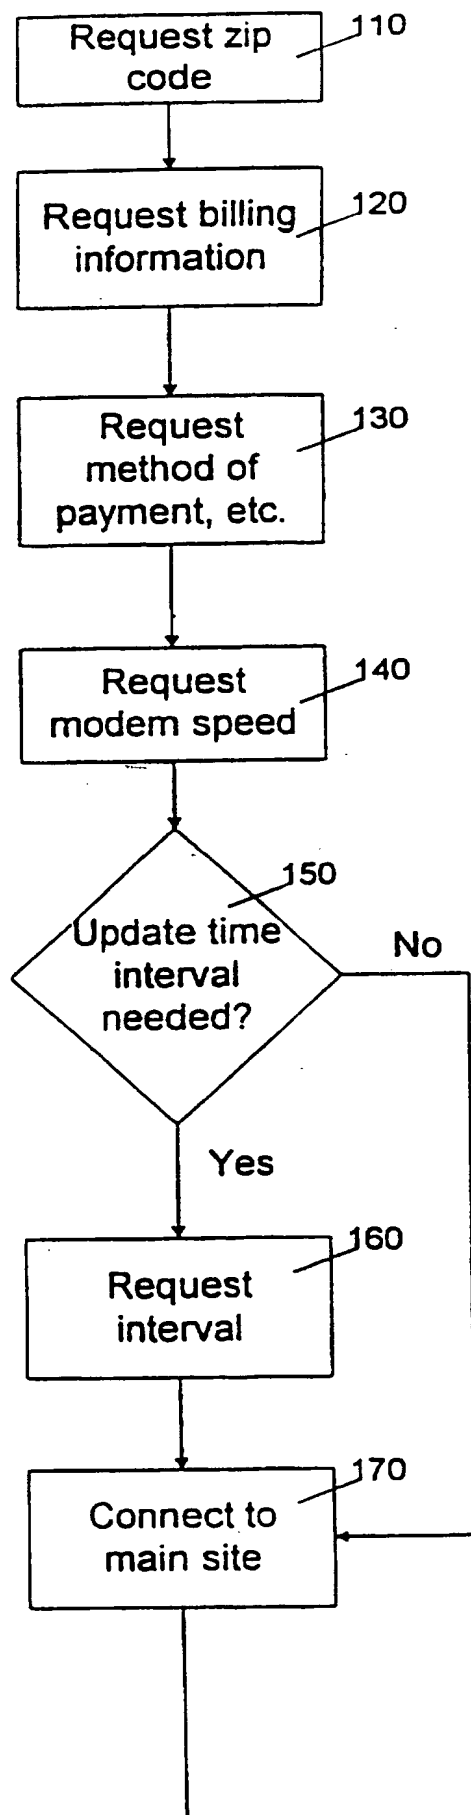 Request zip
code
110
Request billing
information
120
Request
method of
payment, etc.
130
Request
modem speed
140
Update time
interval
needed?
150
No
Yes
Request
interval
160
Connect to
main site
170